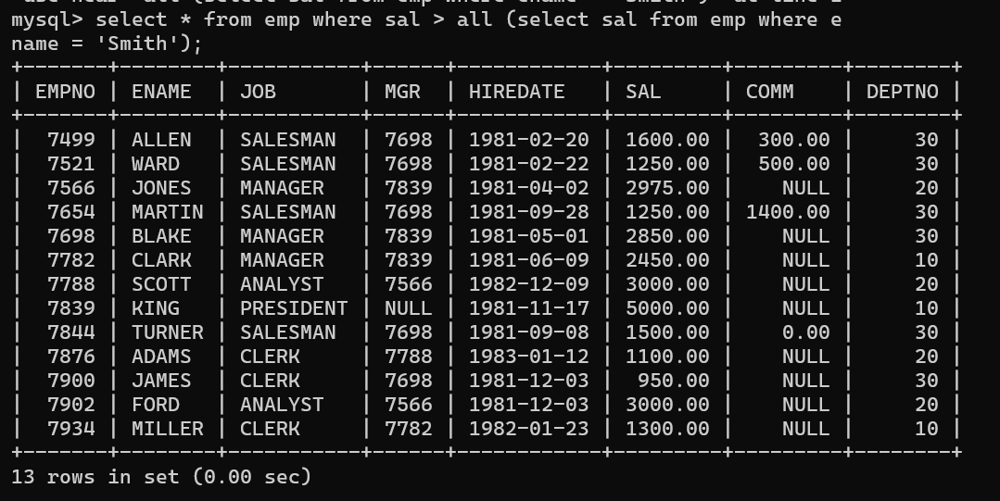 mysql> select * from emp where sal > all (select sal from emp where e
name = 'Smith');
+-------+--------+-----------+------+------------+---------+---------+--------+
| EMPNO | ENAME  | JOB       | MGR  | HIREDATE   | SAL     | COMM    | DEPTNO |
+-------+--------+-----------+------+------------+---------+---------+--------+
|  7499 | ALLEN  | SALESMAN  | 7698 | 1981-02-20 | 1600.00 |  300.00 |     30 |
|  7521 | WARD   | SALESMAN  | 7698 | 1981-02-22 | 1250.00 |  500.00 |     30 |
|  7566 | JONES  | MANAGER   | 7839 | 1981-04-02 | 2975.00 |    NULL |     20 |
|  7654 | MARTIN | SALESMAN  | 7698 | 1981-09-28 | 1250.00 | 1400.00 |     30 |
|  7698 | BLAKE  | MANAGER   | 7839 | 1981-05-01 | 2850.00 |    NULL |     30 |
|  7782 | CLARK  | MANAGER   | 7839 | 1981-06-09 | 2450.00 |    NULL |     10 |
|  7788 | SCOTT  | ANALYST   | 7566 | 1982-12-09 | 3000.00 |    NULL |     20 |
|  7839 | KING   | PRESIDENT | NULL | 1981-11-17 | 5000.00 |    NULL |     10 |
|  7844 | TURNER | SALESMAN  | 7698 | 1981-09-08 | 1500.00 |    0.00 |     30 |
|  7876 | ADAMS  | CLERK     | 7788 | 1983-01-12 | 1100.00 |    NULL |     20 |
|  7900 | JAMES  | CLERK     | 7698 | 1981-12-03 |  950.00 |    NULL |     30 |
|  7902 | FORD   | ANALYST   | 7566 | 1981-12-03 | 3000.00 |    NULL |     20 |
|  7934 | MILLER | CLERK     | 7782 | 1982-01-23 | 1300.00 |    NULL |     10 |
+-------+--------+-----------+------+------------+---------+---------+--------+
13 rows in set (0.00 sec)